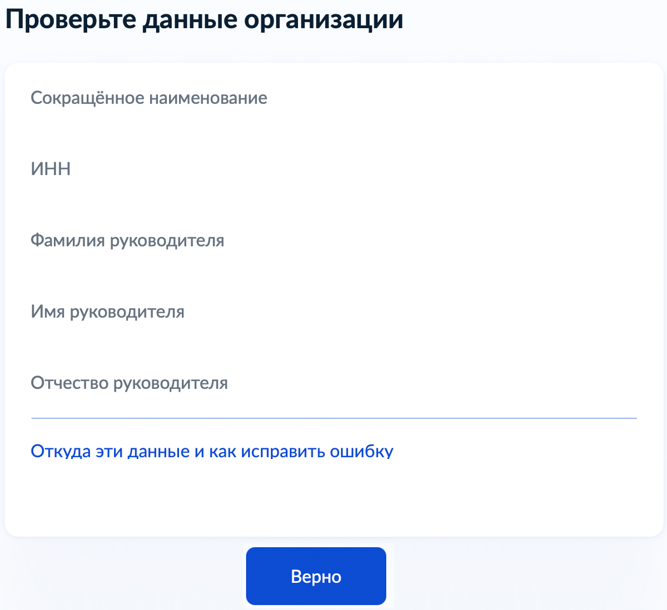 Проверьте данные организации
Сокращённое наименование
ИНН
Фамилия руководителя
Имя руководителя
Отчество руководителя
Откуда эти данные и как исправить ошибку
Верно